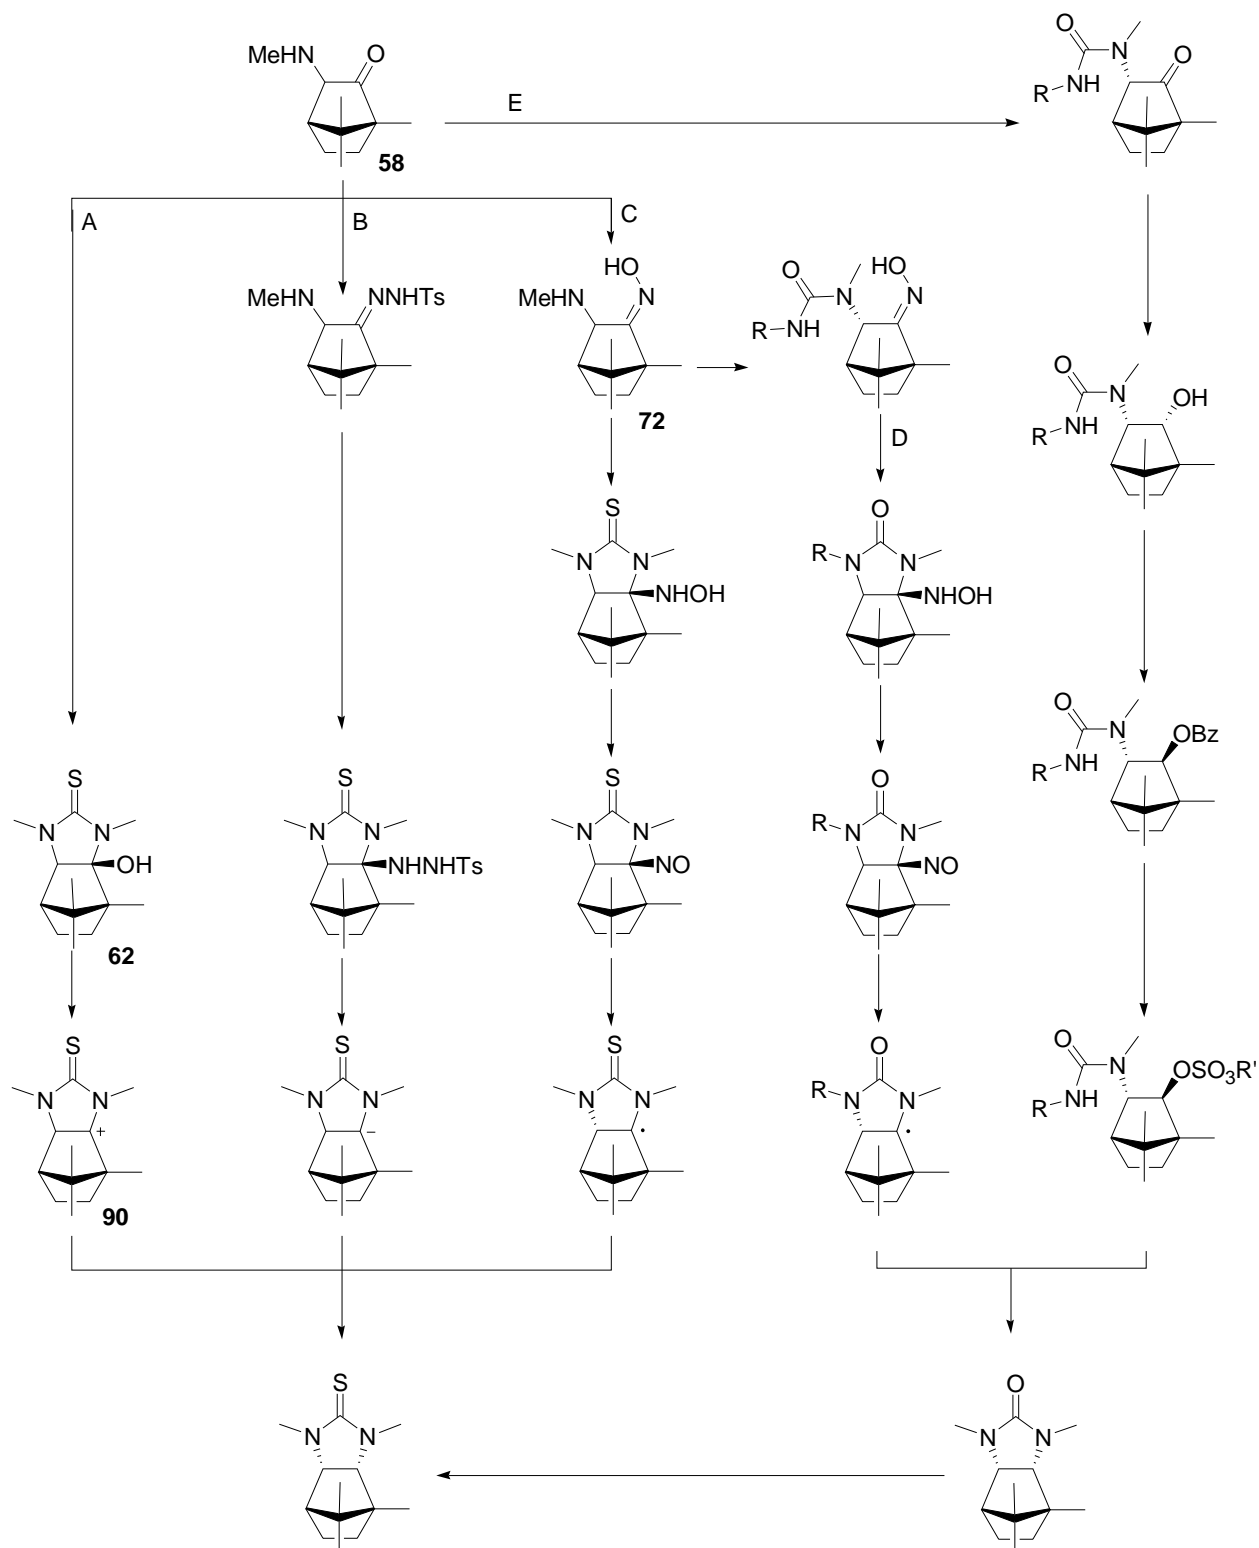 MeHN O
58
E
O N
R NH O
A B C
MeHN NNHTs
HO
MeHN N
72
O N HO
R NH N
D
O N OH
R NH
S
N N
NHOH
O
R N N
NHOH
O N OBz
R NH
S
N N
OH
62
S
N N
NHNHTs
S
N N
NO
O
R N N
NO
S
N N
+
90
S
N N
−
S
N N
•
O
R N N
•
O N OSO3R'
R NH
S
N N
O
N N